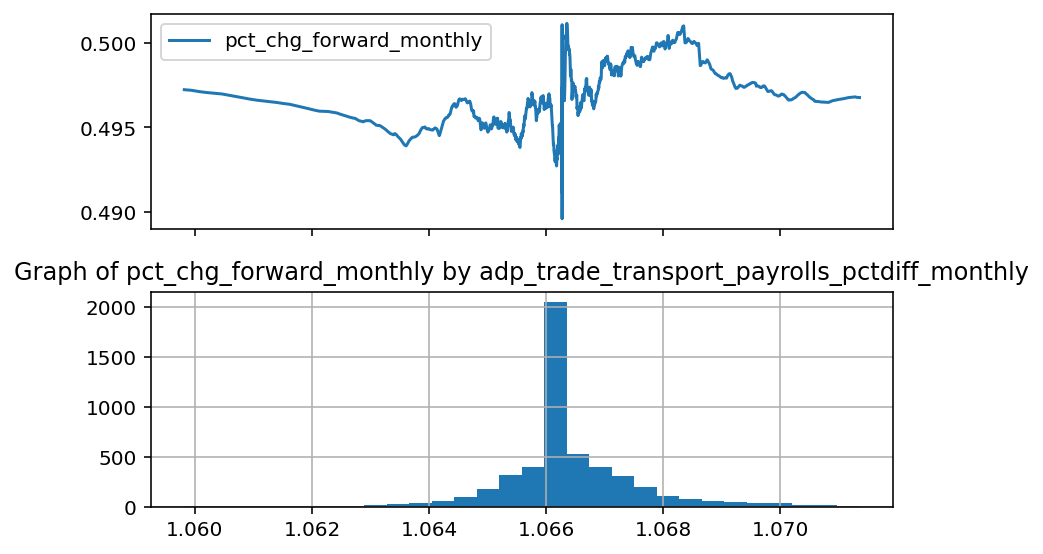 0.500
0.495
0.490
pct_chg_forward_monthly
Graph of pct_chg_forward_monthly by adp_trade_transport_payrolls_pctdiff_monthly
2000
1500
1000
500
0
1.060 1.062 1.064 1.066 1.068 1.070